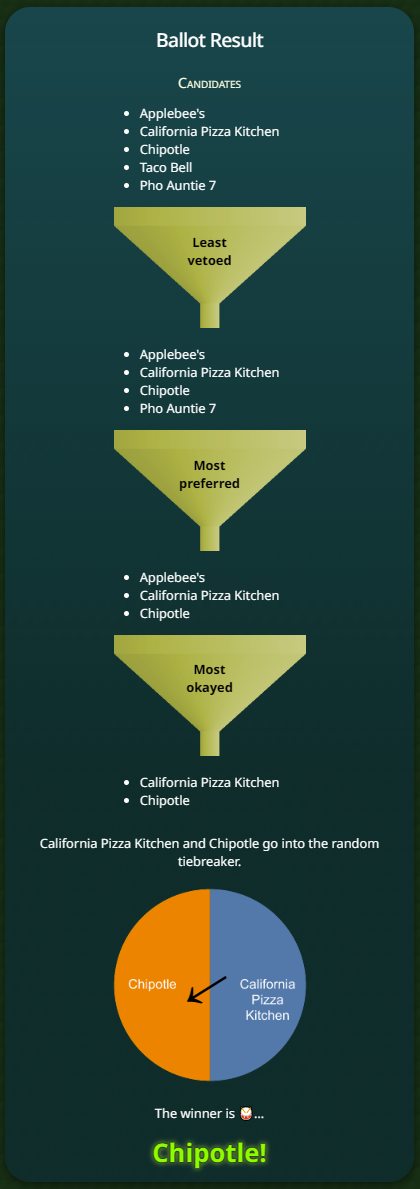 Ballot Result
Candidates
Applebee's
California Pizza Kitchen
Chipotle
Taco Bell
Pho Auntie 7
Least
vetoed
Applebee's
California Pizza Kitchen
Chipotle
Pho Auntie 7
Most
preferred
Applebee's
California Pizza Kitchen
Chipotle
Most
okayed
California Pizza Kitchen
Chipotle
California Pizza Kitchen and Chipotle go into the random
tiebreaker.
Chipotle
California
Pizza
Kitchen
The winner is 🥁...
Chipotle!